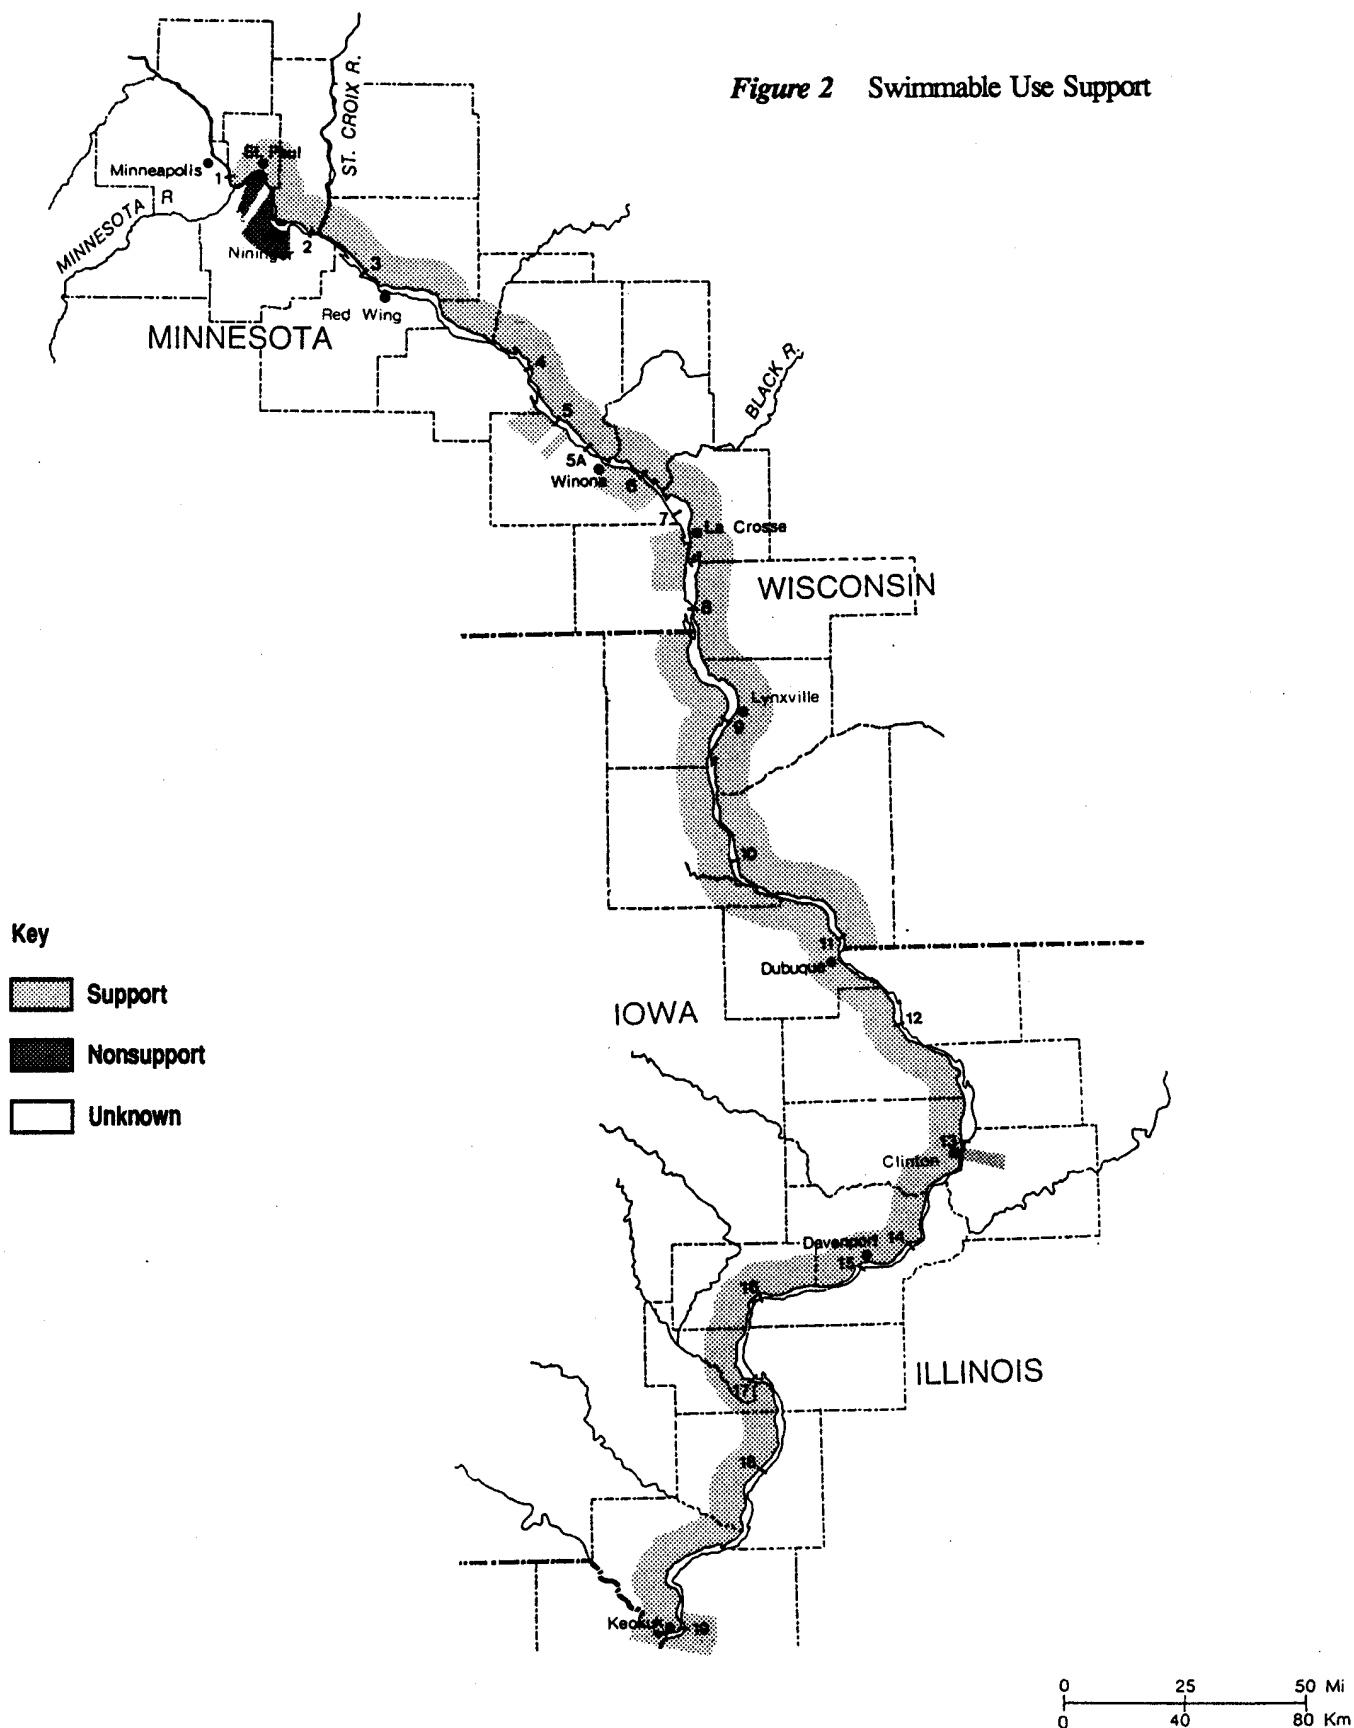 Figure 2 Swimmable Use Support
ST. CROIX R.
St. Paul
Minneapolis
1
MINNESOTA R
Nininger
2
3
Red Wing
MINNESOTA
4
BLACK R.
5
5A
Winona
6
7
La Crosse
WISCONSIN
8
Lynxville
9
10
Key
11
Dubuque
Support
IOWA
12
Nonsupport
Unknown
13
Clinton
Davenport
14
15
16
ILLINOIS
17
18
Keokuk
19
0 25 50 Mi
0 40 80 Km